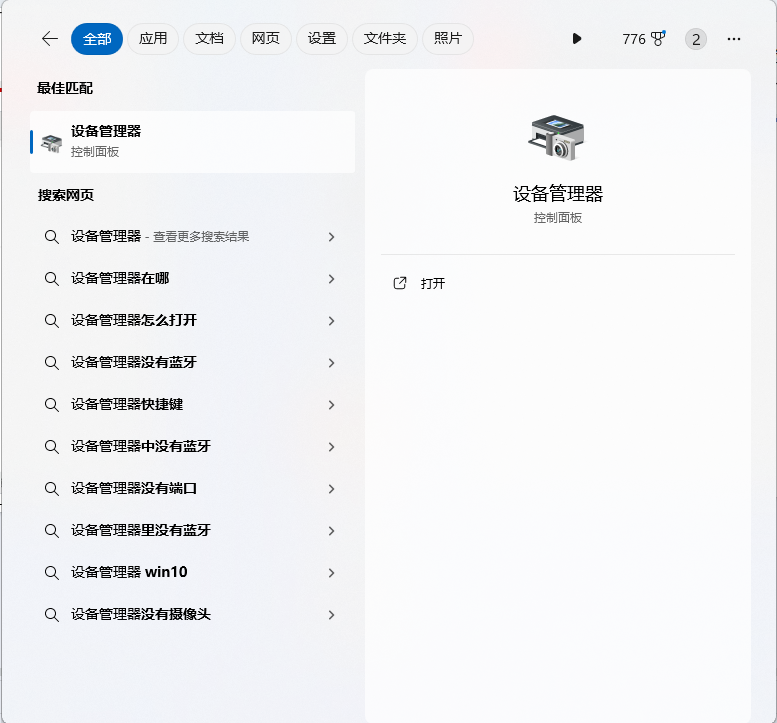 全部 应用 文档 网页 设置 文件夹 照片 776 2
最佳匹配
设备管理器
控制面板
搜索网页
设备管理器 - 查看更多搜索结果
设备管理器在哪
设备管理器怎么打开
设备管理器没有蓝牙
设备管理器快捷键
设备管理器中没有蓝牙
设备管理器没有端口
设备管理器里没有蓝牙
设备管理器 win10
设备管理器没有摄像头
设备管理器
控制面板
打开